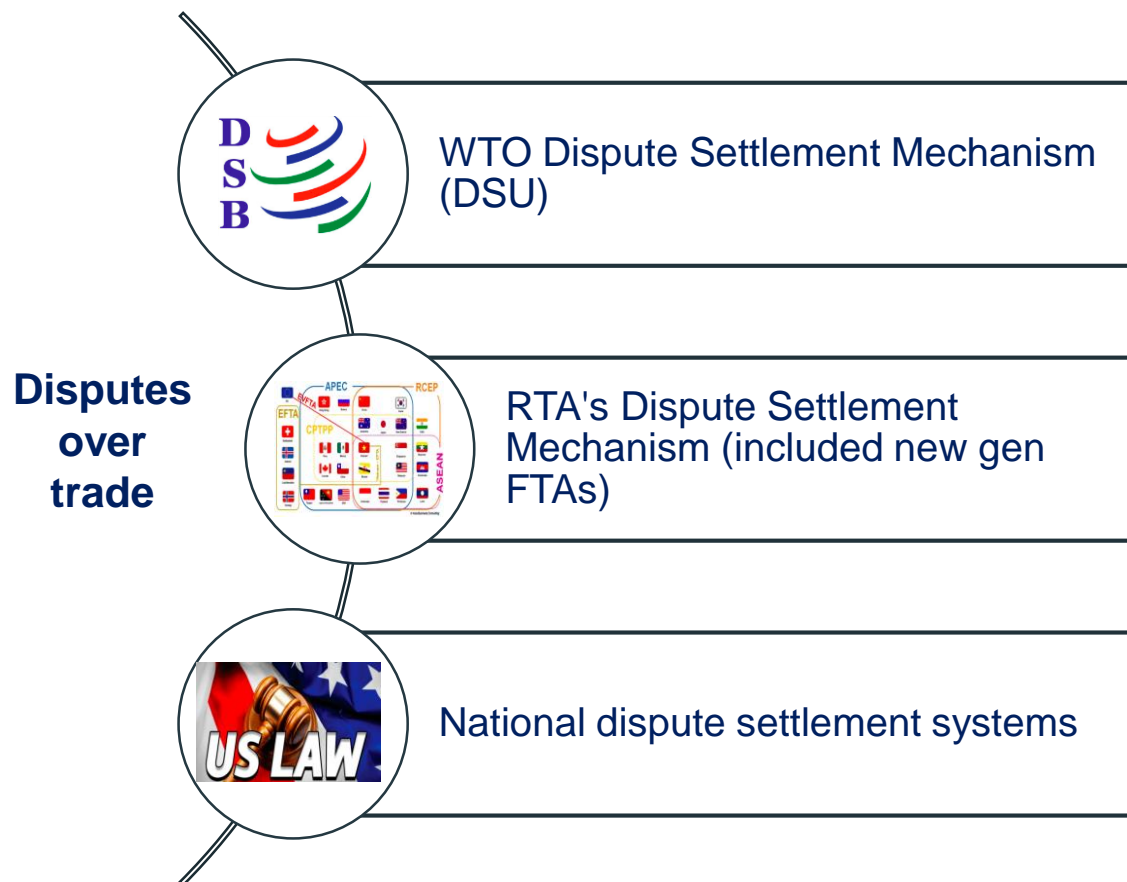 D
S
B
WTO Dispute Settlement Mechanism
(DSU)
Disputes
over
trade
APEC
RCEP
EVFTA
EFTA
CPTPP
ASEAN
RTA's Dispute Settlement
Mechanism (included new gen
FTAs)
US LAW
National dispute settlement systems